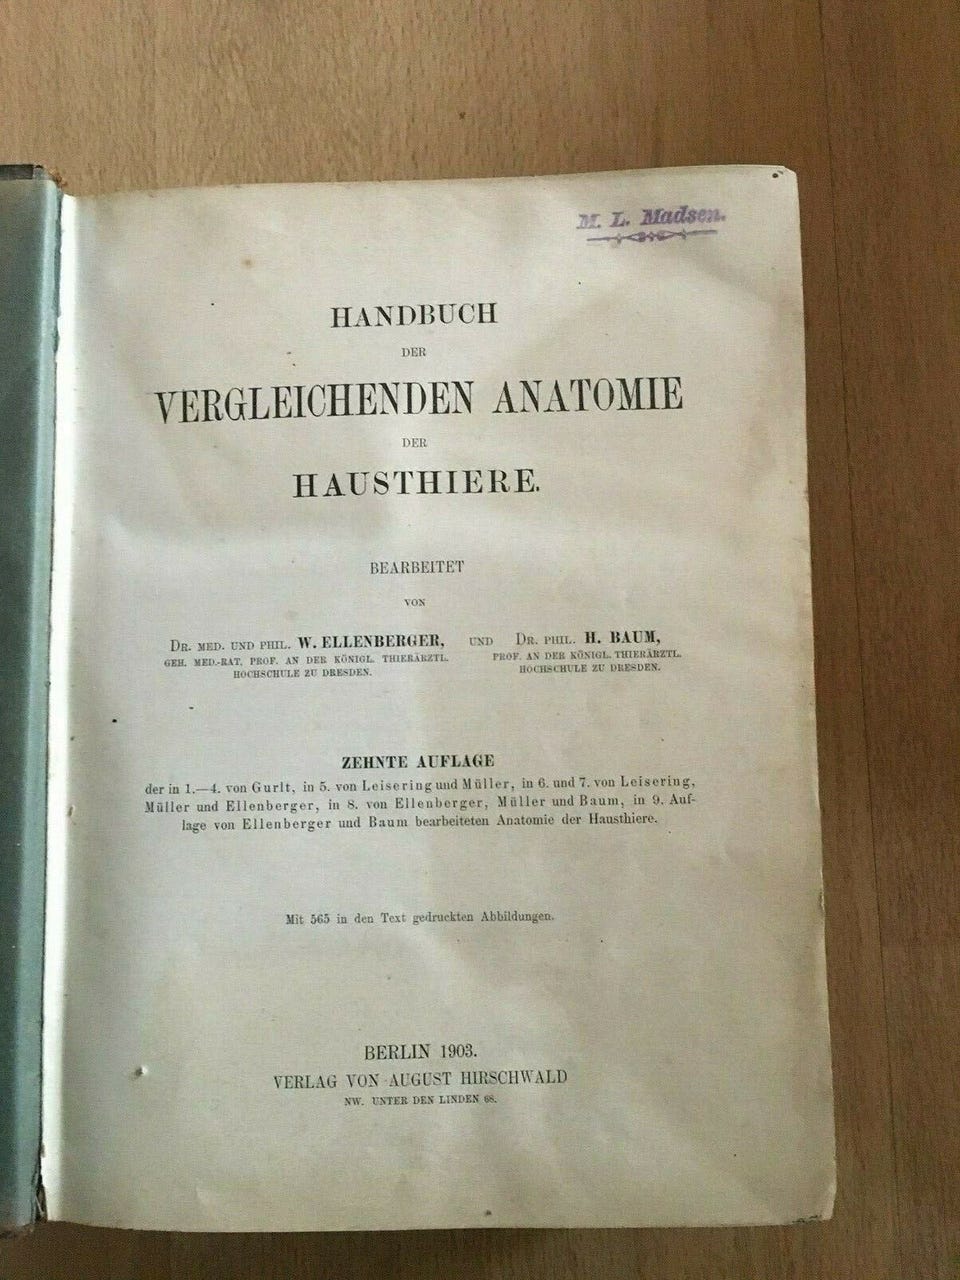 M. L. Madsen.
HANDBUCH
DER
VERGLEICHENDEN ANATOMIE
DER
HAUSTHIERE.
BEARBEITET
VON
DR. MED. UND PHIL. W. ELLENBERGER, UND DR. PHIL. H. BAUM,
GEH. MED.-RAT, PROF. AN DER KÖNIGL. THIERÄRZTL. PROF. AN DER KÖNIGL. THIERÄRZTL.
HOCHSCHULE ZU DRESDEN. HOCHSCHULE ZU DRESDEN.
ZEHNTE AUFLAGE
der in 1.—4. von Gurlt, in 5. von Leisering und Müller, in 6. und 7. von Leisering,
Müller und Ellenberger, in 8. von Ellenberger, Müller und Baum, in 9. Auf-
lage von Ellenberger und Baum bearbeiteten Anatomie der Hausthiere.
Mit 565 in den Text gedruckten Abbildungen.
BERLIN 1903.
VERLAG VON AUGUST HIRSCHWALD
NW. UNTER DEN LINDEN 68.